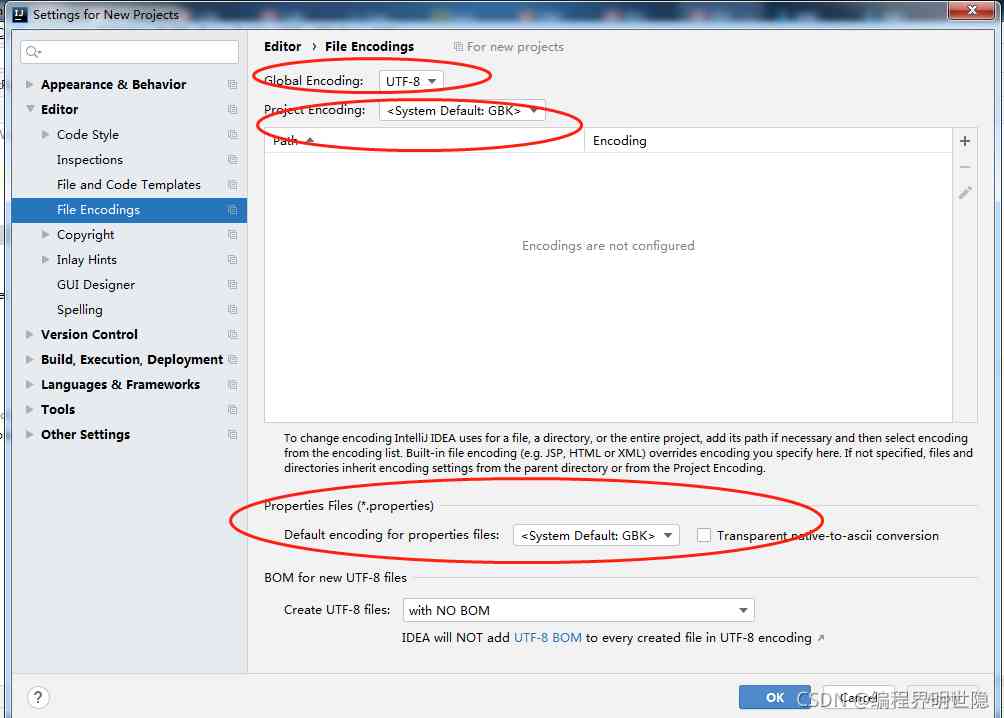 Settings for New Projects
Editor › File Encodings
For new projects
Appearance & Behavior
Editor
Code Style
Inspections
File and Code Templates
File Encodings
Copyright
Inlay Hints
GUI Designer
Spelling
Version Control
Build, Execution, Deployment
Languages & Frameworks
Tools
Other Settings
Global Encoding: UTF-8
Project Encoding: <System Default: GBK>
Path Encoding
Encodings are not configured
To change encoding IntelliJ IDEA uses for a file, a directory, or the entire project, add its path if necessary and then select encoding
from the encoding list. Built-in file encoding (e.g. JSP, HTML or XML) overrides encoding you specify here. If not specified, files and
directories inherit encoding settings from the parent directory or from the Project Encoding.
Properties Files (*.properties)
Default encoding for properties files: <System Default: GBK> Transparent native-to-ascii conversion
BOM for new UTF-8 files
Create UTF-8 files: with NO BOM
IDEA will NOT add UTF-8 BOM to every created file in UTF-8 encoding ↗
?
OK
Cancel
CSDN @编程界明世隐